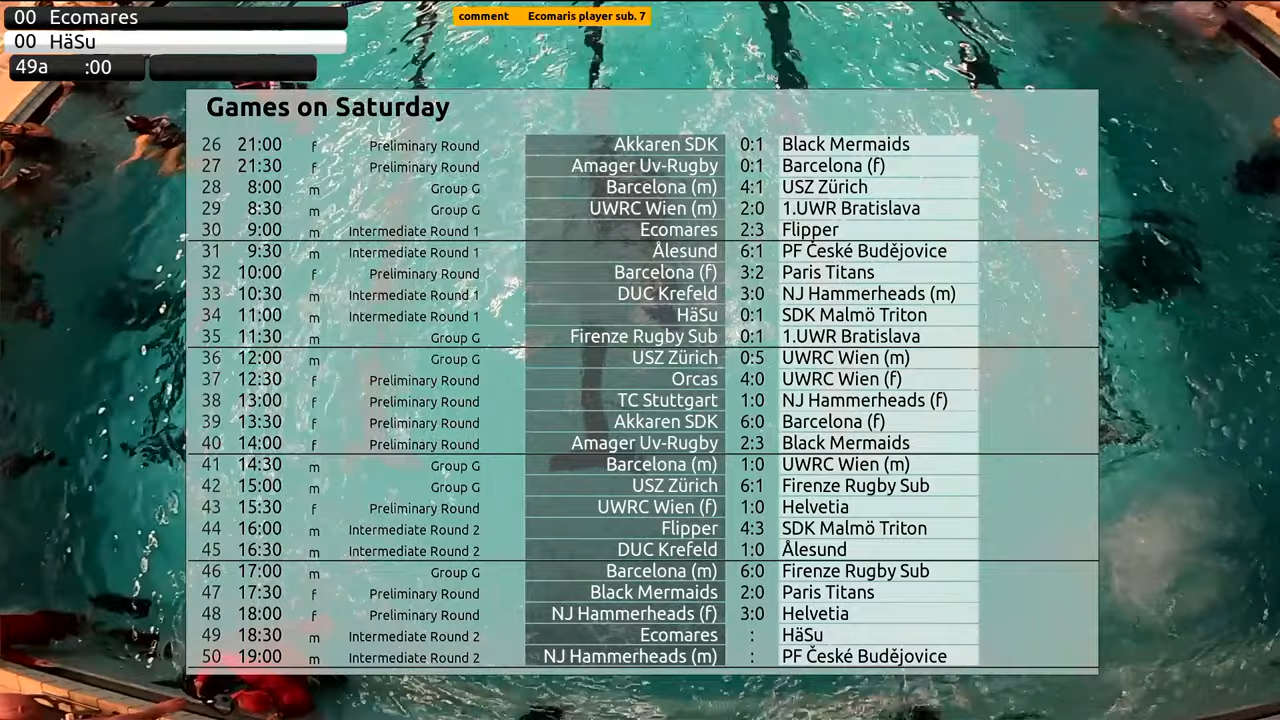 00 Ecomares
00 HäSu
49a :00
comment Ecomaris player sub. 7
Games on Saturday
26 21:00 f Preliminary Round Akkaren SDK 0:1 Black Mermaids
27 21:30 f Preliminary Round Amager Uv-Rugby 0:1 Barcelona (f)
28 8:00 m Group G Barcelona (m) 4:1 USZ Zürich
29 8:30 m Group G UWRC Wien (m) 2:0 1.UWR Bratislava
30 9:00 m Intermediate Round 1 Ecomares 2:3 Flipper
31 9:30 m Intermediate Round 1 Ålesund 6:1 PF České Budějovice
32 10:00 f Preliminary Round Barcelona (f) 3:2 Paris Titans
33 10:30 m Intermediate Round 1 DUC Krefeld 3:0 NJ Hammerheads (m)
34 11:00 m Intermediate Round 1 HäSu 0:1 SDK Malmö Triton
35 11:30 m Group G Firenze Rugby Sub 0:1 1.UWR Bratislava
36 12:00 m Group G USZ Zürich 0:5 UWRC Wien (m)
37 12:30 f Preliminary Round Orcas 4:0 UWRC Wien (f)
38 13:00 f Preliminary Round TC Stuttgart 1:0 NJ Hammerheads (f)
39 13:30 f Preliminary Round Akkaren SDK 6:0 Barcelona (f)
40 14:00 f Preliminary Round Amager Uv-Rugby 2:3 Black Mermaids
41 14:30 m Group G Barcelona (m) 1:0 UWRC Wien (m)
42 15:00 m Group G USZ Zürich 6:1 Firenze Rugby Sub
43 15:30 f Preliminary Round UWRC Wien (f) 1:0 Helvetia
44 16:00 m Intermediate Round 2 Flipper 4:3 SDK Malmö Triton
45 16:30 m Intermediate Round 2 DUC Krefeld 1:0 Ålesund
46 17:00 m Group G Barcelona (m) 6:0 Firenze Rugby Sub
47 17:30 f Preliminary Round Black Mermaids 2:0 Paris Titans
48 18:00 f Preliminary Round NJ Hammerheads (f) 3:0 Helvetia
49 18:30 m Intermediate Round 2 Ecomares : HäSu
50 19:00 m Intermediate Round 2 NJ Hammerheads (m) : PF České Budějovice